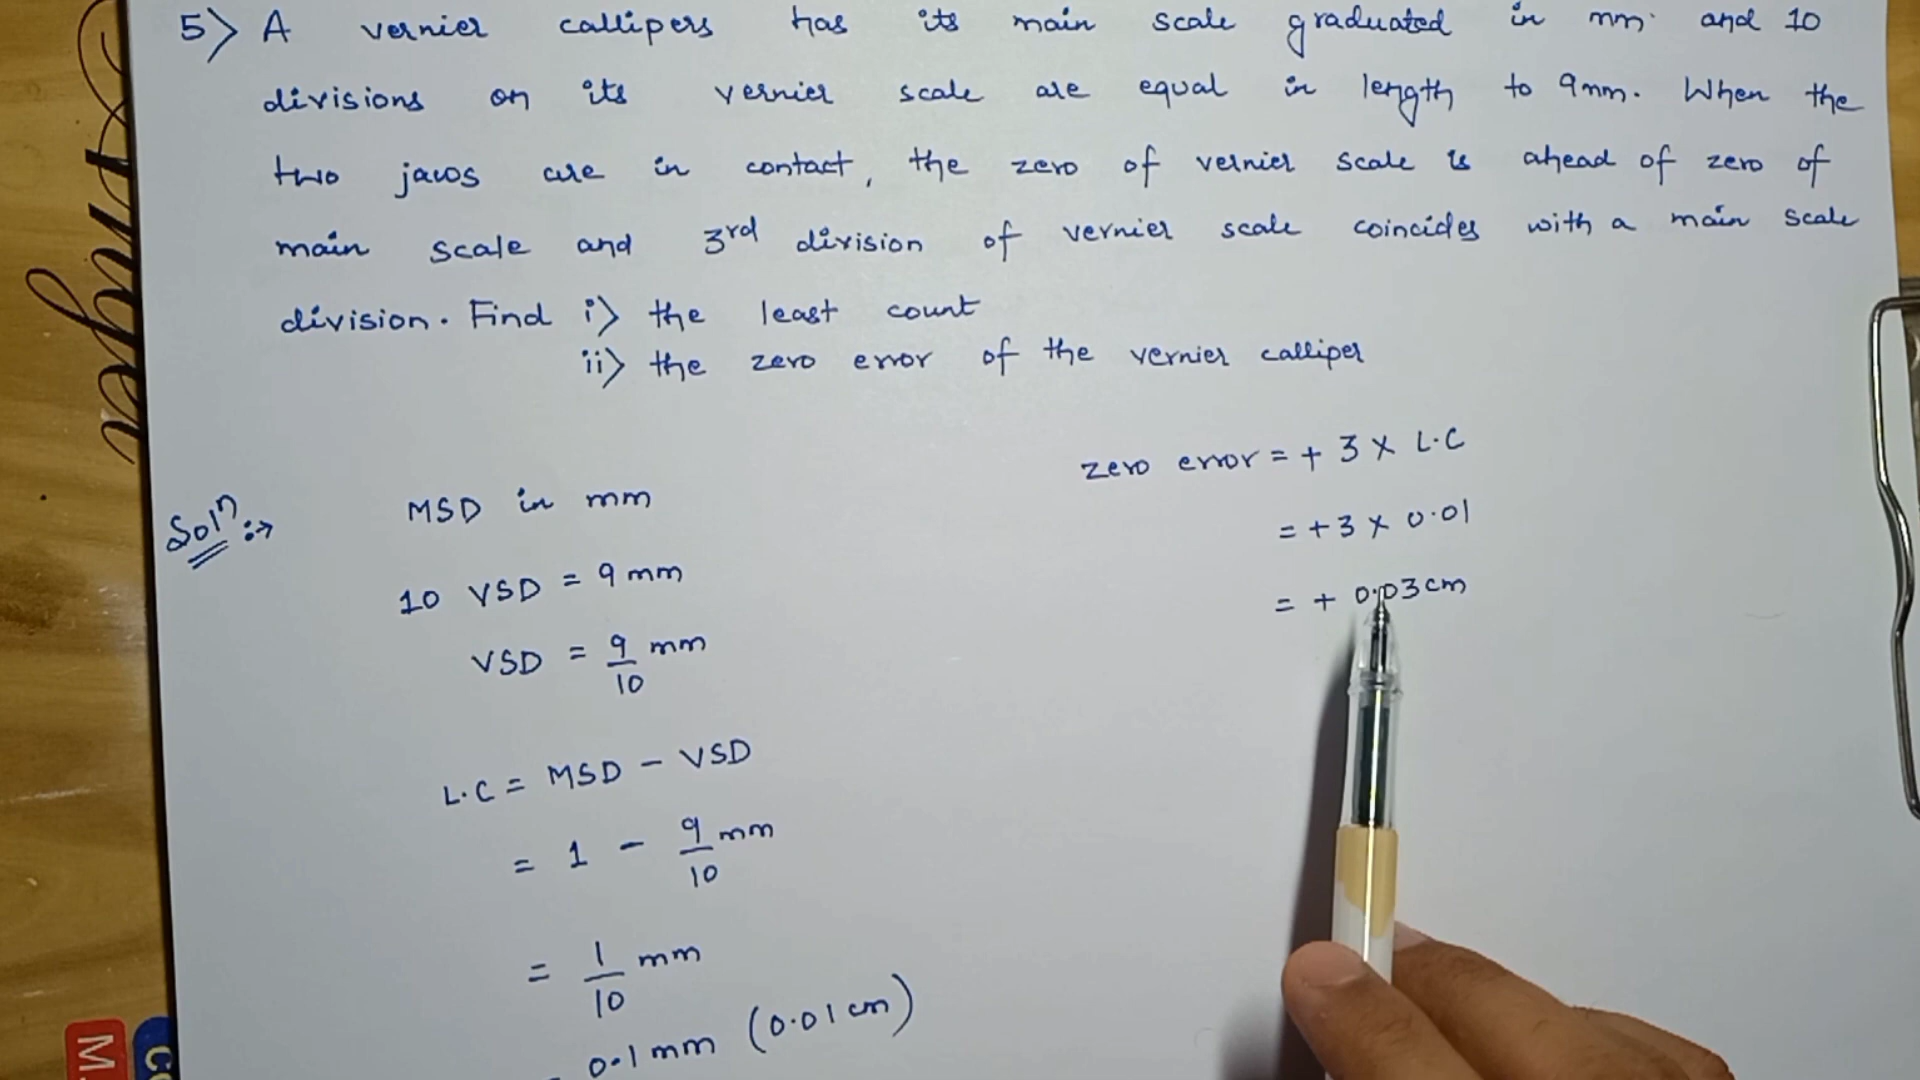 5) A vernier callipers has its main scale graduated in mm. and 10
divisions on its vernier scale are equal in length to 9mm. When the
two jaws are in contact, the zero of vernier scale is ahead of zero of
main scale and 3rd division of vernier scale coincides with a main scale
division. Find i) the least count
ii) the zero error of the vernier calliper
Soln :→
MSD in mm
10 VSD = 9 mm
VSD = 9/10 mm
L.C = MSD - VSD
= 1 - 9/10 mm
= 1/10 mm
0.1 mm (0.01 cm)
zero error = + 3 × L.C
= + 3 × 0.01
= + 0.03 cm
M.